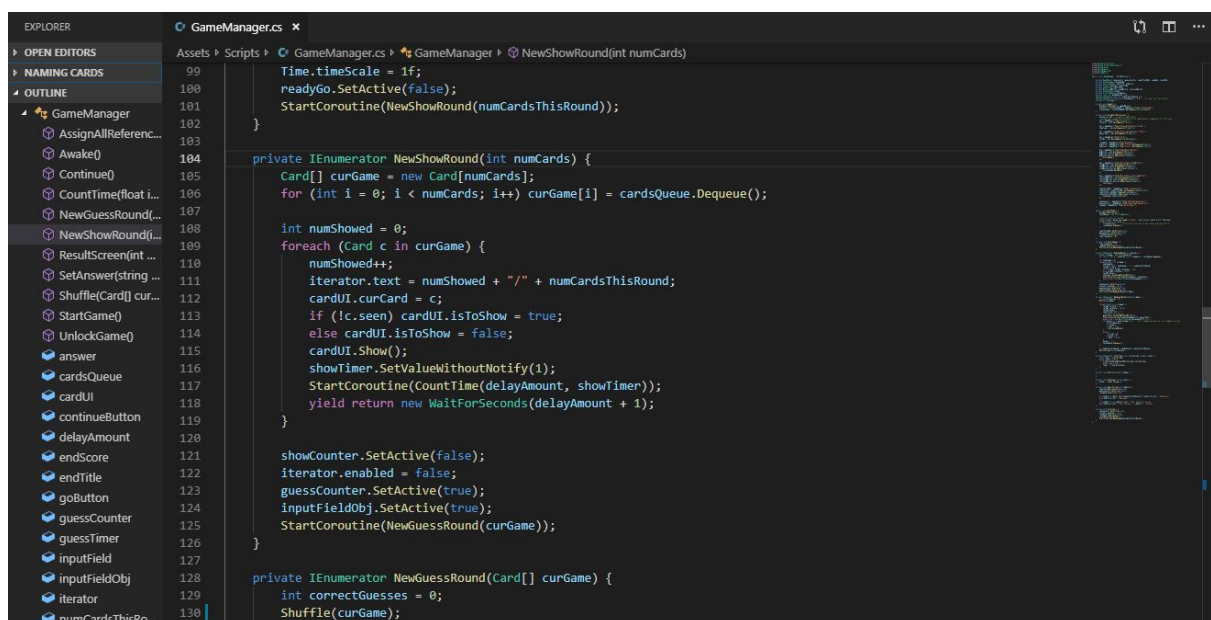 EXPLORER
GameManager.cs ×
OPEN EDITORS
Assets Scripts GameManager.cs GameManager NewShowRound(int numCards)
NAMING CARDS
OUTLINE
GameManager
AssignAllReferenc...
Awake()
Continue()
CountTime(float i...
NewGuessRound(...
NewShowRound(i...
ResultScreen(int ...
SetAnswer(string ...
Shuffle(Card[] cur...
StartGame()
UnlockGame()
answer
cardsQueue
cardUI
continueButton
delayAmount
endScore
endTitle
goButton
guessCounter
guessTimer
inputField
inputFieldObj
iterator
numCardsThisRo...
99 Time.timeScale = 1f;
100 readyGo.SetActive(false);
101 StartCoroutine(NewShowRound(numCardsThisRound));
102 }
103
104 private IEnumerator NewShowRound(int numCards) {
105 Card[] curGame = new Card[numCards];
106 for (int i = 0; i < numCards; i++) curGame[i] = cardsQueue.Dequeue();
107
108 int numShowed = 0;
109 foreach (Card c in curGame) {
110 numShowed++;
111 iterator.text = numShowed + "/" + numCardsThisRound;
112 cardUI.curCard = c;
113 if (!c.seen) cardUI.isToShow = true;
114 else cardUI.isToShow = false;
115 cardUI.Show();
116 showTimer.SetValueWithoutNotify(1);
117 StartCoroutine(CountTime(delayAmount, showTimer));
118 yield return new WaitForSeconds(delayAmount + 1);
119 }
120
121 showCounter.SetActive(false);
122 iterator.enabled = false;
123 guessCounter.SetActive(true);
124 inputFieldObj.SetActive(true);
125 StartCoroutine(NewGuessRound(curGame));
126 }
127
128 private IEnumerator NewGuessRound(Card[] curGame) {
129 int correctGuesses = 0;
130 Shuffle(curGame);